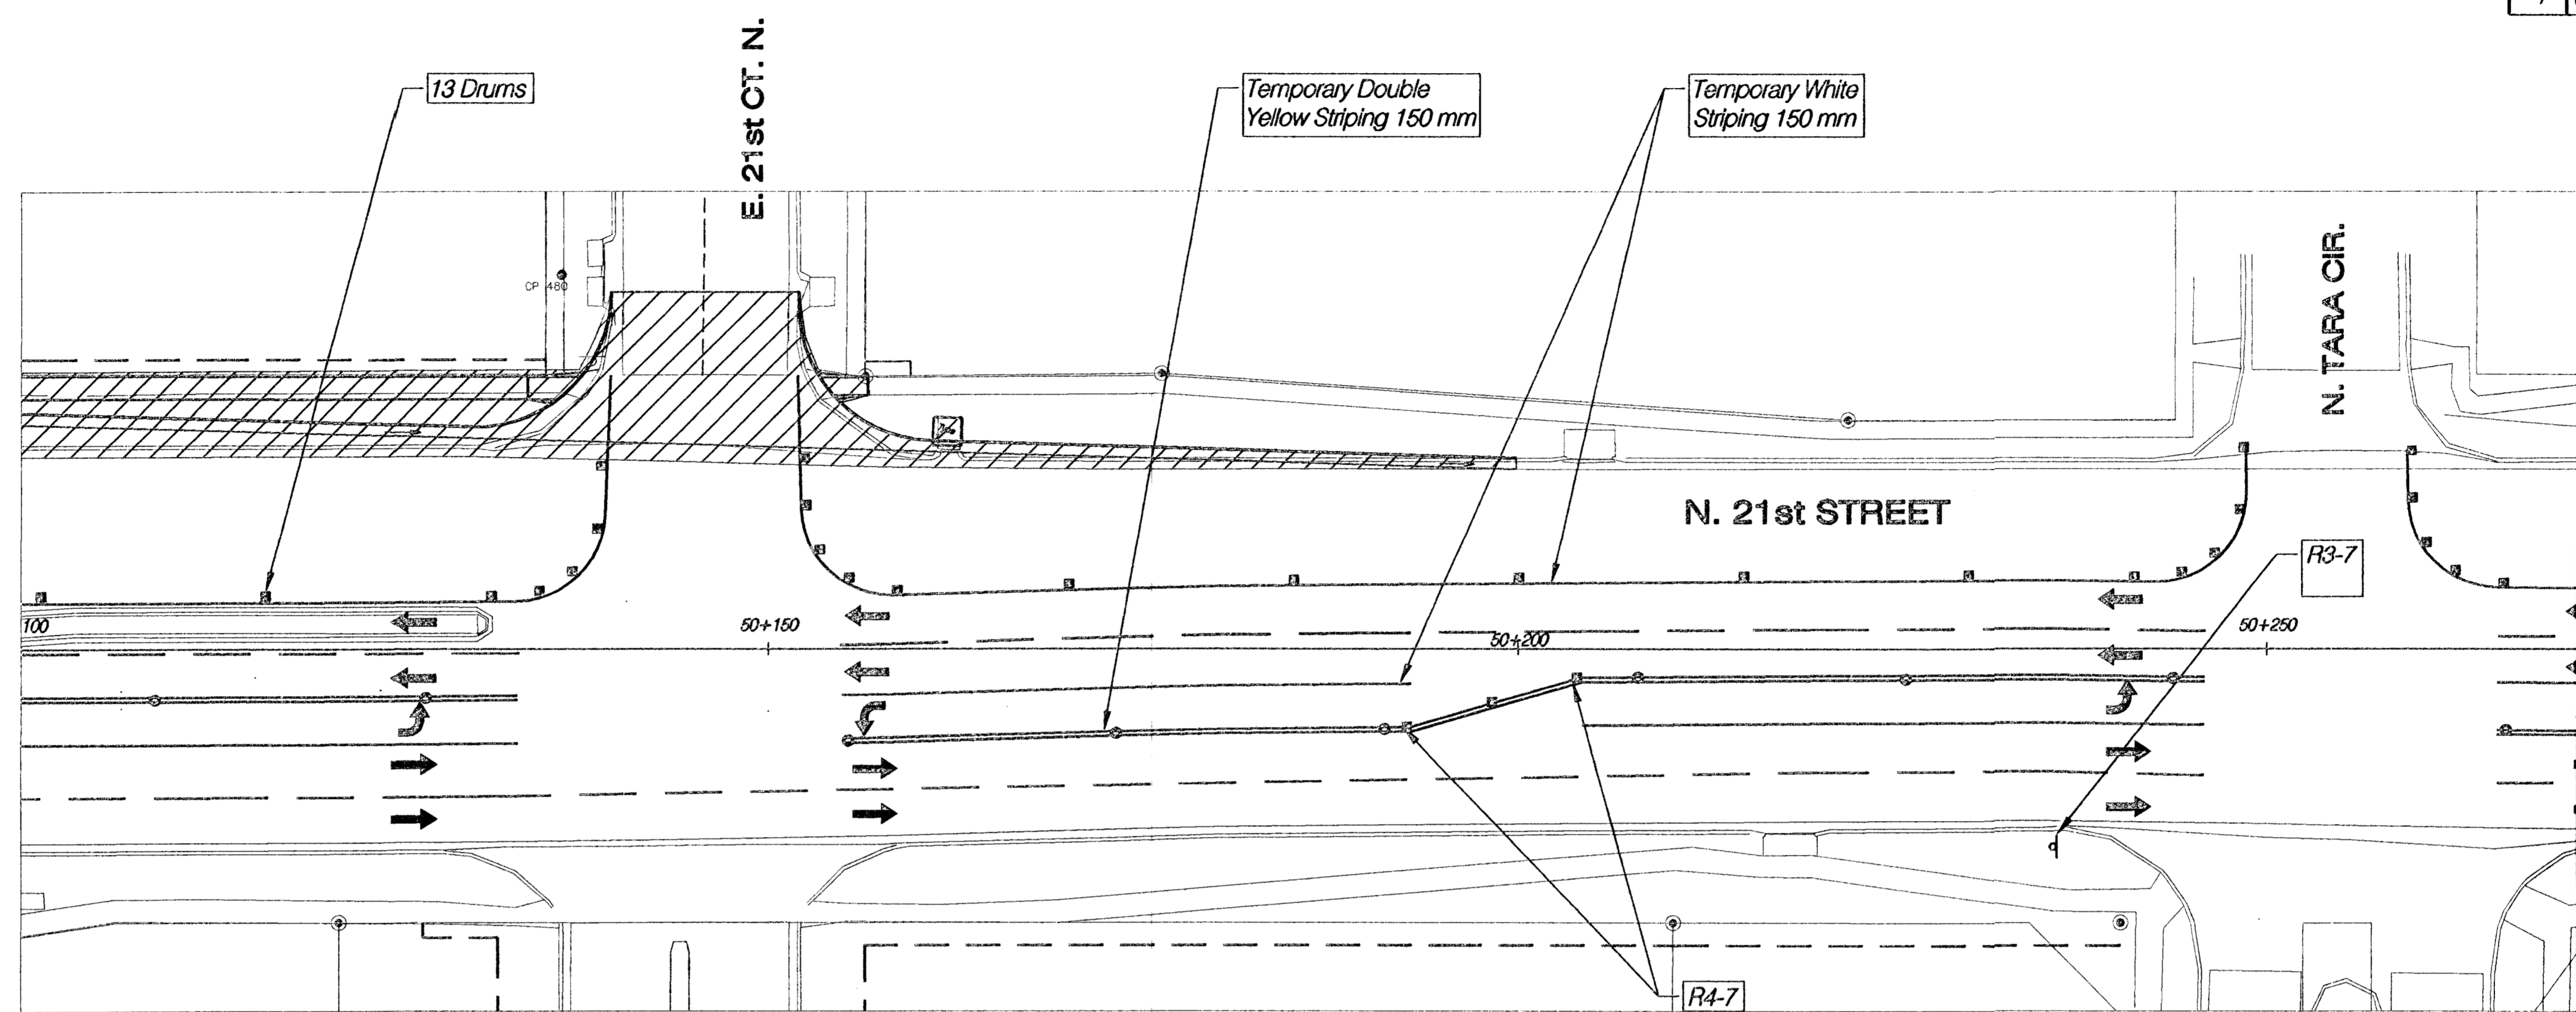 13 Drums
E. 21st CT. N.
Temporary Double
Yellow Striping 150 mm
Temporary White
Striping 150 mm
N. TARA CIR.
CP 480
N. 21st STREET
R3-7
100
50+150
50+200
50+250
R4-7